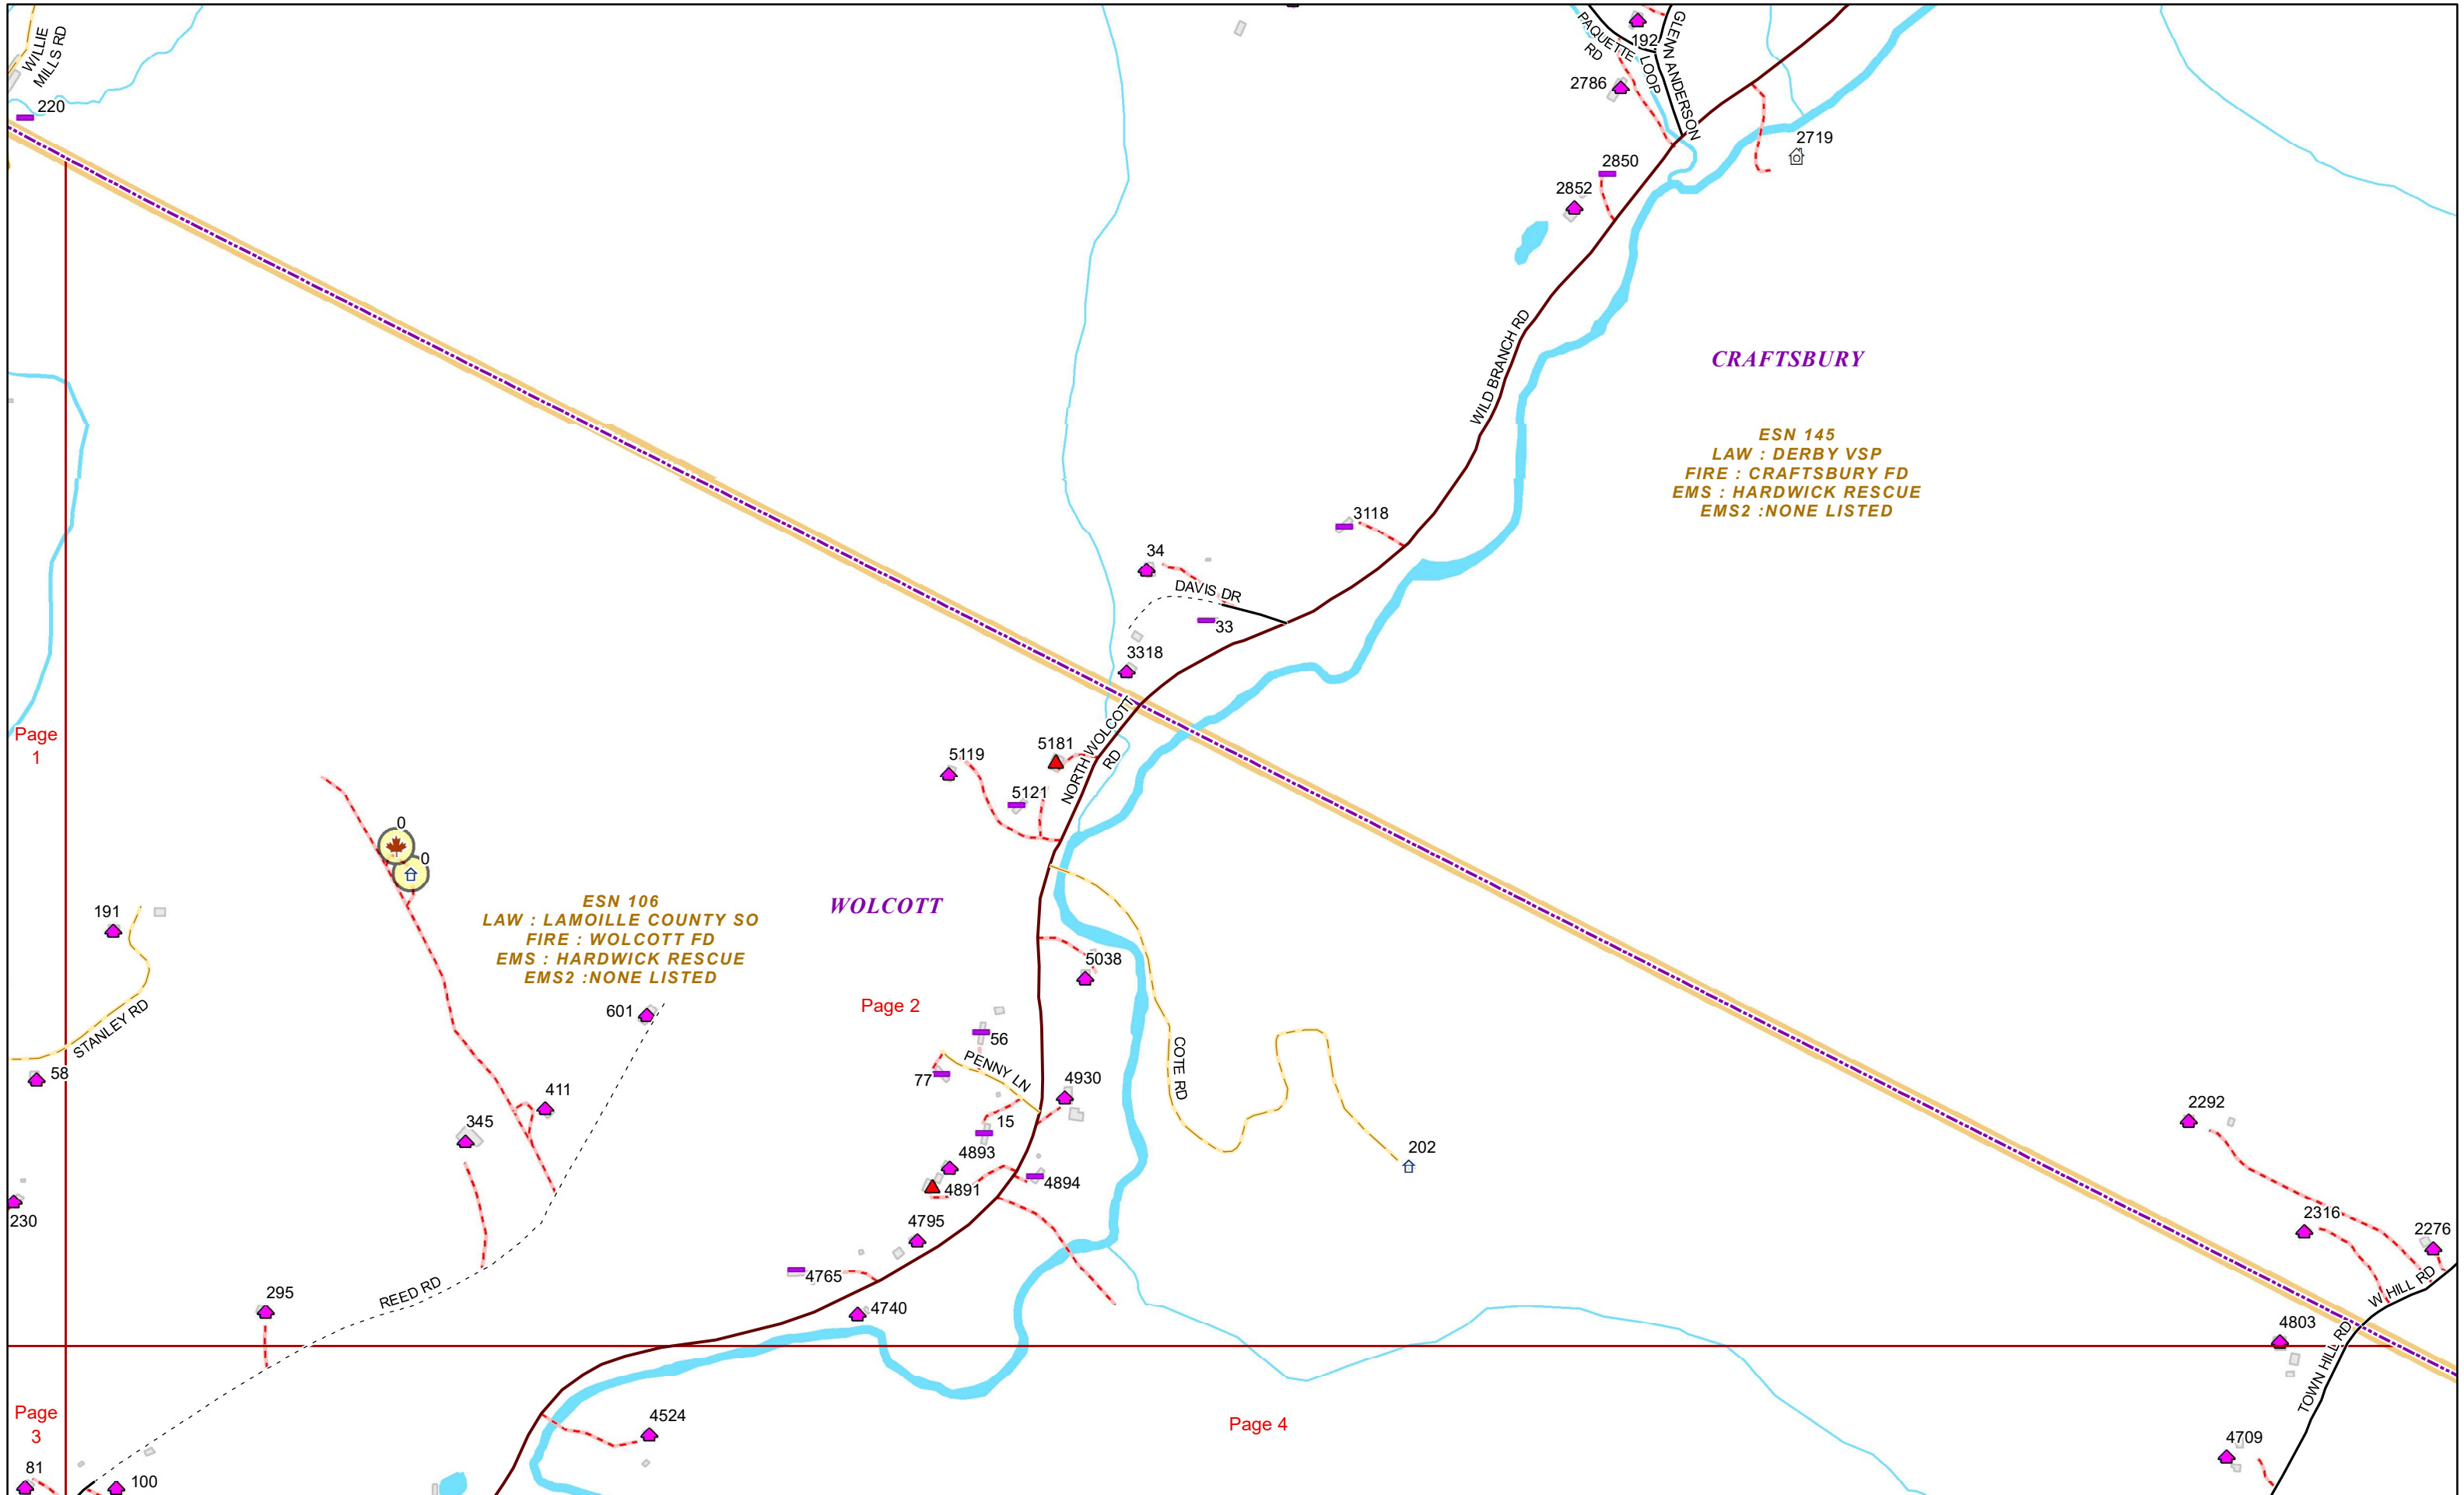 WILLIE
MILLS RD
220
PAQUETTE
RD
192
LOOP
GLENN ANDERSON
2786
2719
2850
2852
WILD BRANCH RD
CRAFTSBURY
ESN 145
LAW : DERBY VSP
FIRE : CRAFTSBURY FD
EMS : HARDWICK RESCUE
EMS2 :NONE LISTED
3118
34
DAVIS DR
33
3318
NORTH WOLCOTT
RD
Page
1
5119
5181
5121
0
0
191
ESN 106
LAW : LAMOILLE COUNTY SO
FIRE : WOLCOTT FD
EMS : HARDWICK RESCUE
EMS2 :NONE LISTED
WOLCOTT
5038
Page 2
601
STANLEY RD
56
PENNY LN
COTE RD
58
77
4930
411
345
15
2292
202
4893
4891
4894
230
4795
2316
2276
4765
REED RD
295
4740
W HILL RD
4803
TOWN HILL RD
Page
3
4524
Page 4
4709
81
100